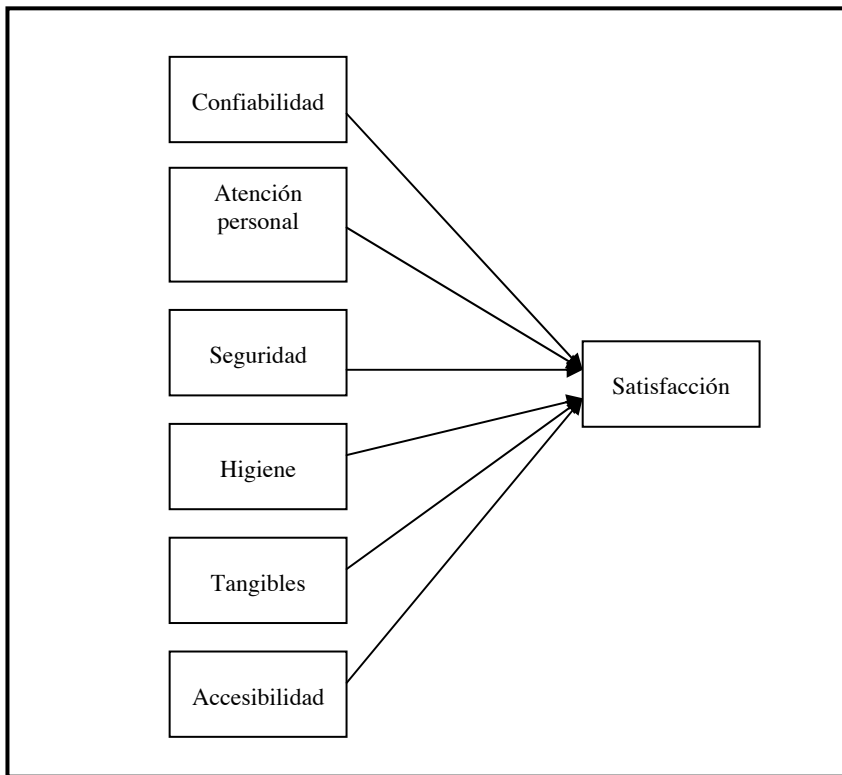 Confiabilidad
Atención
personal
Seguridad
Satisfacción
Higiene
Tangibles
Accesibilidad